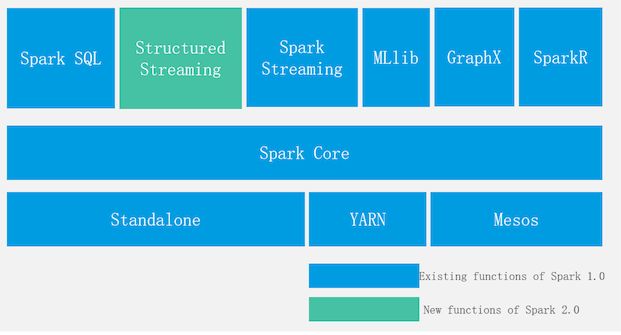 Spark SQL
Structured
Streaming
Spark
Streaming
MLlib
GraphX
SparkR
Spark Core
Standalone
YARN
Mesos
Existing functions of Spark 1.0
New functions of Spark 2.0